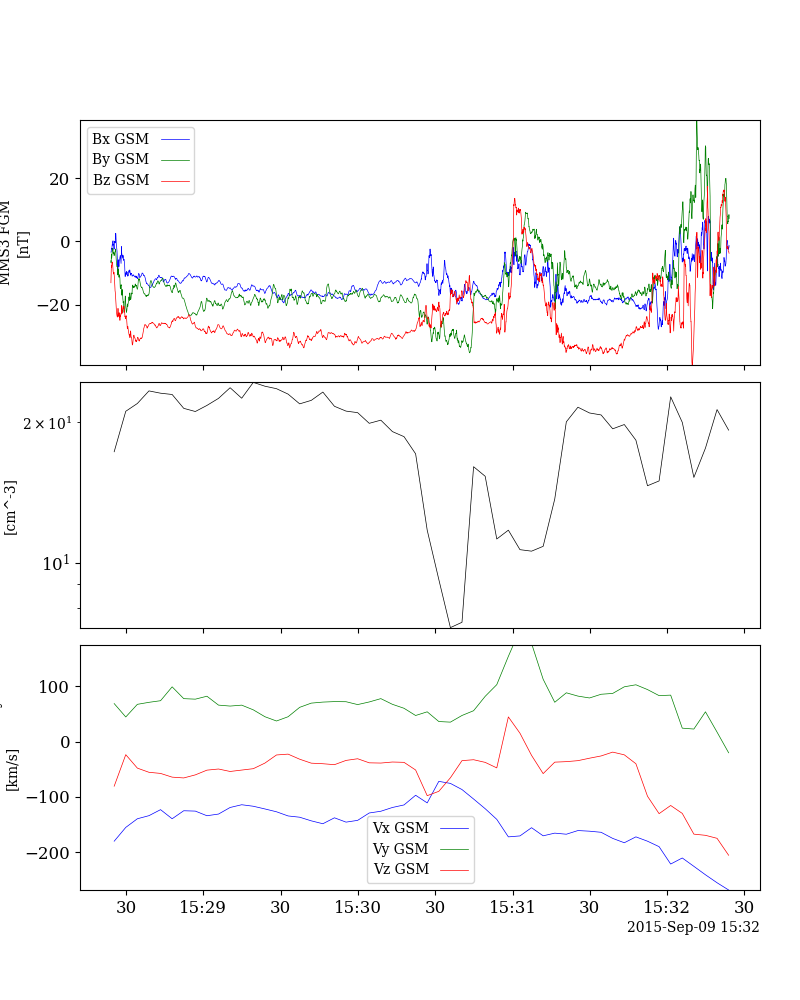 Bx GSM
By GSM
Bz GSM
MMS3 FGM
[nT]
20
0
−20
[cm^-3]
2 × 10¹
10¹
[km/s]
100
0
−100
−200
Vx GSM
Vy GSM
Vz GSM
30 15:29 30 15:30 30 15:31 30 15:32 30
2015-Sep-09 15:32